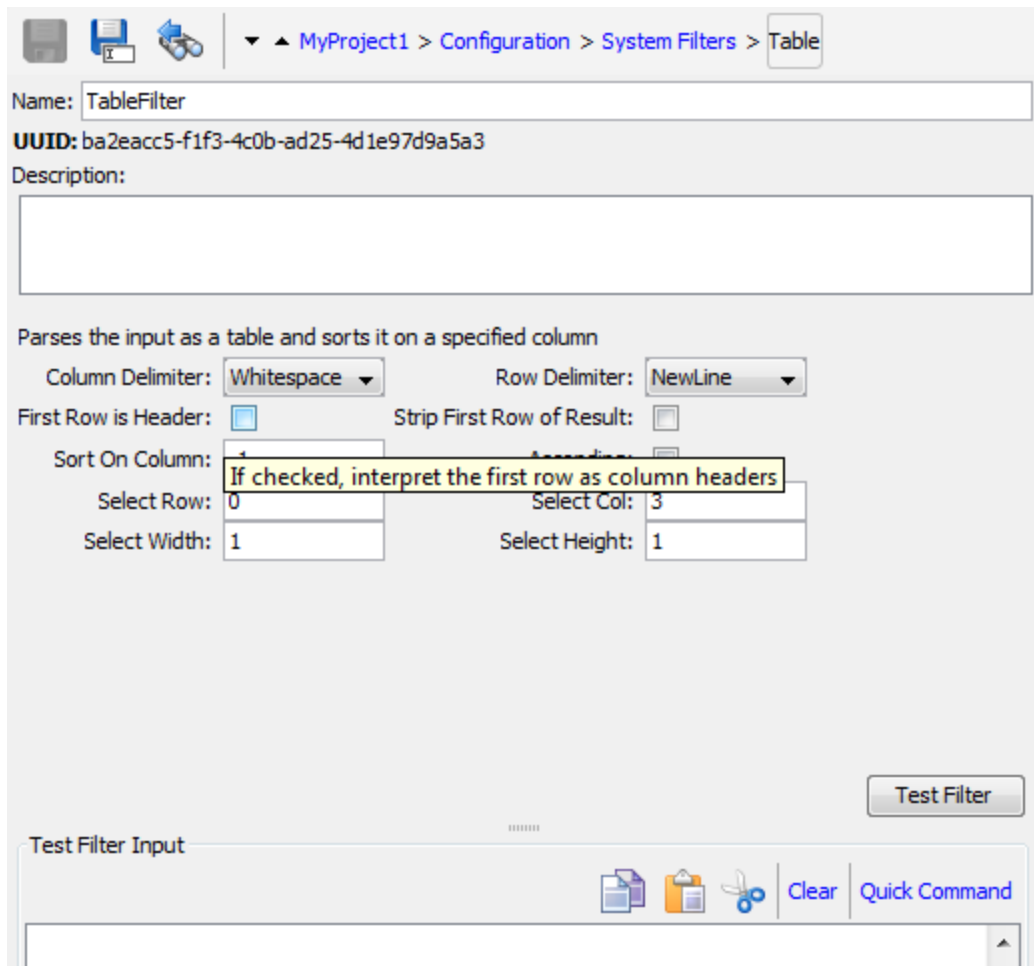 MyProject1 > Configuration > System Filters > Table
Name: TableFilter
UUID: ba2eacc5-f1f3-4c0b-ad25-4d1e97d9a5a3
Description:
Parses the input as a table and sorts it on a specified column
Column Delimiter: Whitespace Row Delimiter: NewLine
First Row is Header: Strip First Row of Result:
Sort On Column:
If checked, interpret the first row as column headers
Select Row: 0 Select Col: 3
Select Width: 1 Select Height: 1
Test Filter
Test Filter Input
Clear Quick Command